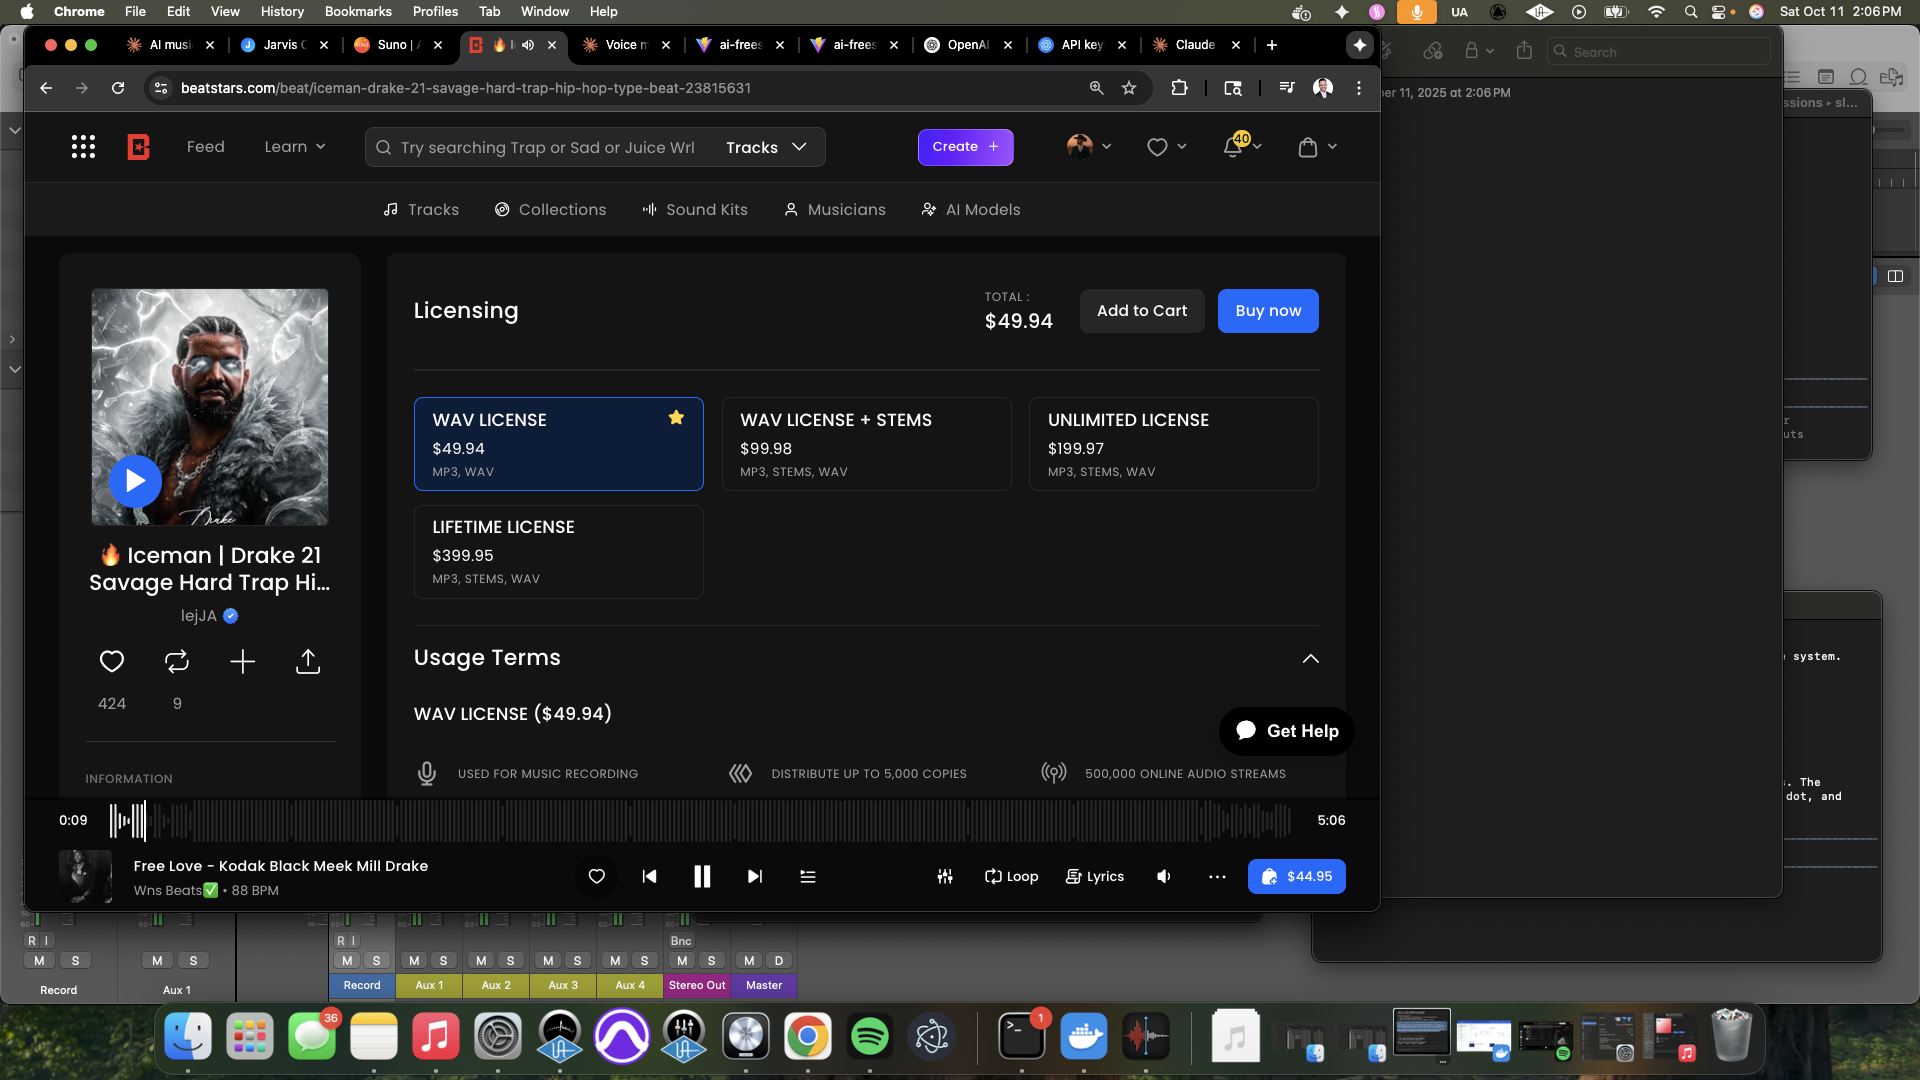 Chrome File Edit View History Bookmarks Profiles Tab Window Help
UA
Sat Oct 11 2:06 PM
Jarvis C
Suno | A
OpenAI
API key
Claude
beatstars.com/beat/iceman-drake-21-savage-hard-trap-hip-hop-type-beat-23815631
Search
er 11, 2025 at 2:06 PM
ssions ▸ sl...
Feed
Learn
Try searching Trap or Sad or Juice Wrl
Tracks
Create +
40
Tracks
Collections
Sound Kits
Musicians
AI Models
Licensing
TOTAL :
$49.94
Add to Cart
Buy now
WAV LICENSE
$49.94
MP3, WAV
WAV LICENSE + STEMS
$99.98
MP3, STEMS, WAV
UNLIMITED LICENSE
$199.97
MP3, STEMS, WAV
LIFETIME LICENSE
$399.95
MP3, STEMS, WAV
Drake
🔥 Iceman | Drake 21
Savage Hard Trap Hi...
lejJA
424
9
INFORMATION
Usage Terms
WAV LICENSE ($49.94)
USED FOR MUSIC RECORDING
DISTRIBUTE UP TO 5,000 COPIES
500,000 ONLINE AUDIO STREAMS
Get Help
uts
system.
. The
dot, and
0:09
5:06
Free Love - Kodak Black Meek Mill Drake
Wns Beats✅ • 88 BPM
Loop
Lyrics
$44.95
R I
R I
Bnc
M S M S M S M S M S M S M S M S M D
Record Aux 1 Record Aux 1 Aux 2 Aux 3 Aux 4 Stereo Out Master
36
1